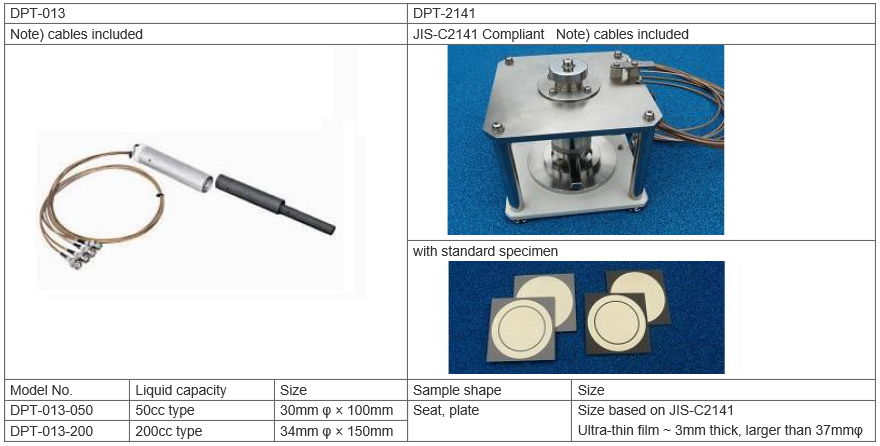 DPT-013
DPT-2141
Note) cables included
JIS-C2141 Compliant Note) cables included
with standard specimen
Model No. Liquid capacity Size
DPT-013-050 50cc type 30mm φ × 100mm
DPT-013-200 200cc type 34mm φ × 150mm
Sample shape Size
Seat, plate Size based on JIS-C2141
Ultra-thin film ~ 3mm thick, larger than 37mmφ